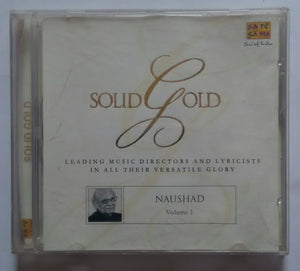 SA RE
GA MA
Soul of India
SOLID GOLD
LEADING MUSIC DIRECTORS AND LYRICISTS
IN ALL THEIR VERSATILE GLORY
NAUSHAD
Volume 1
SOLID GOLD